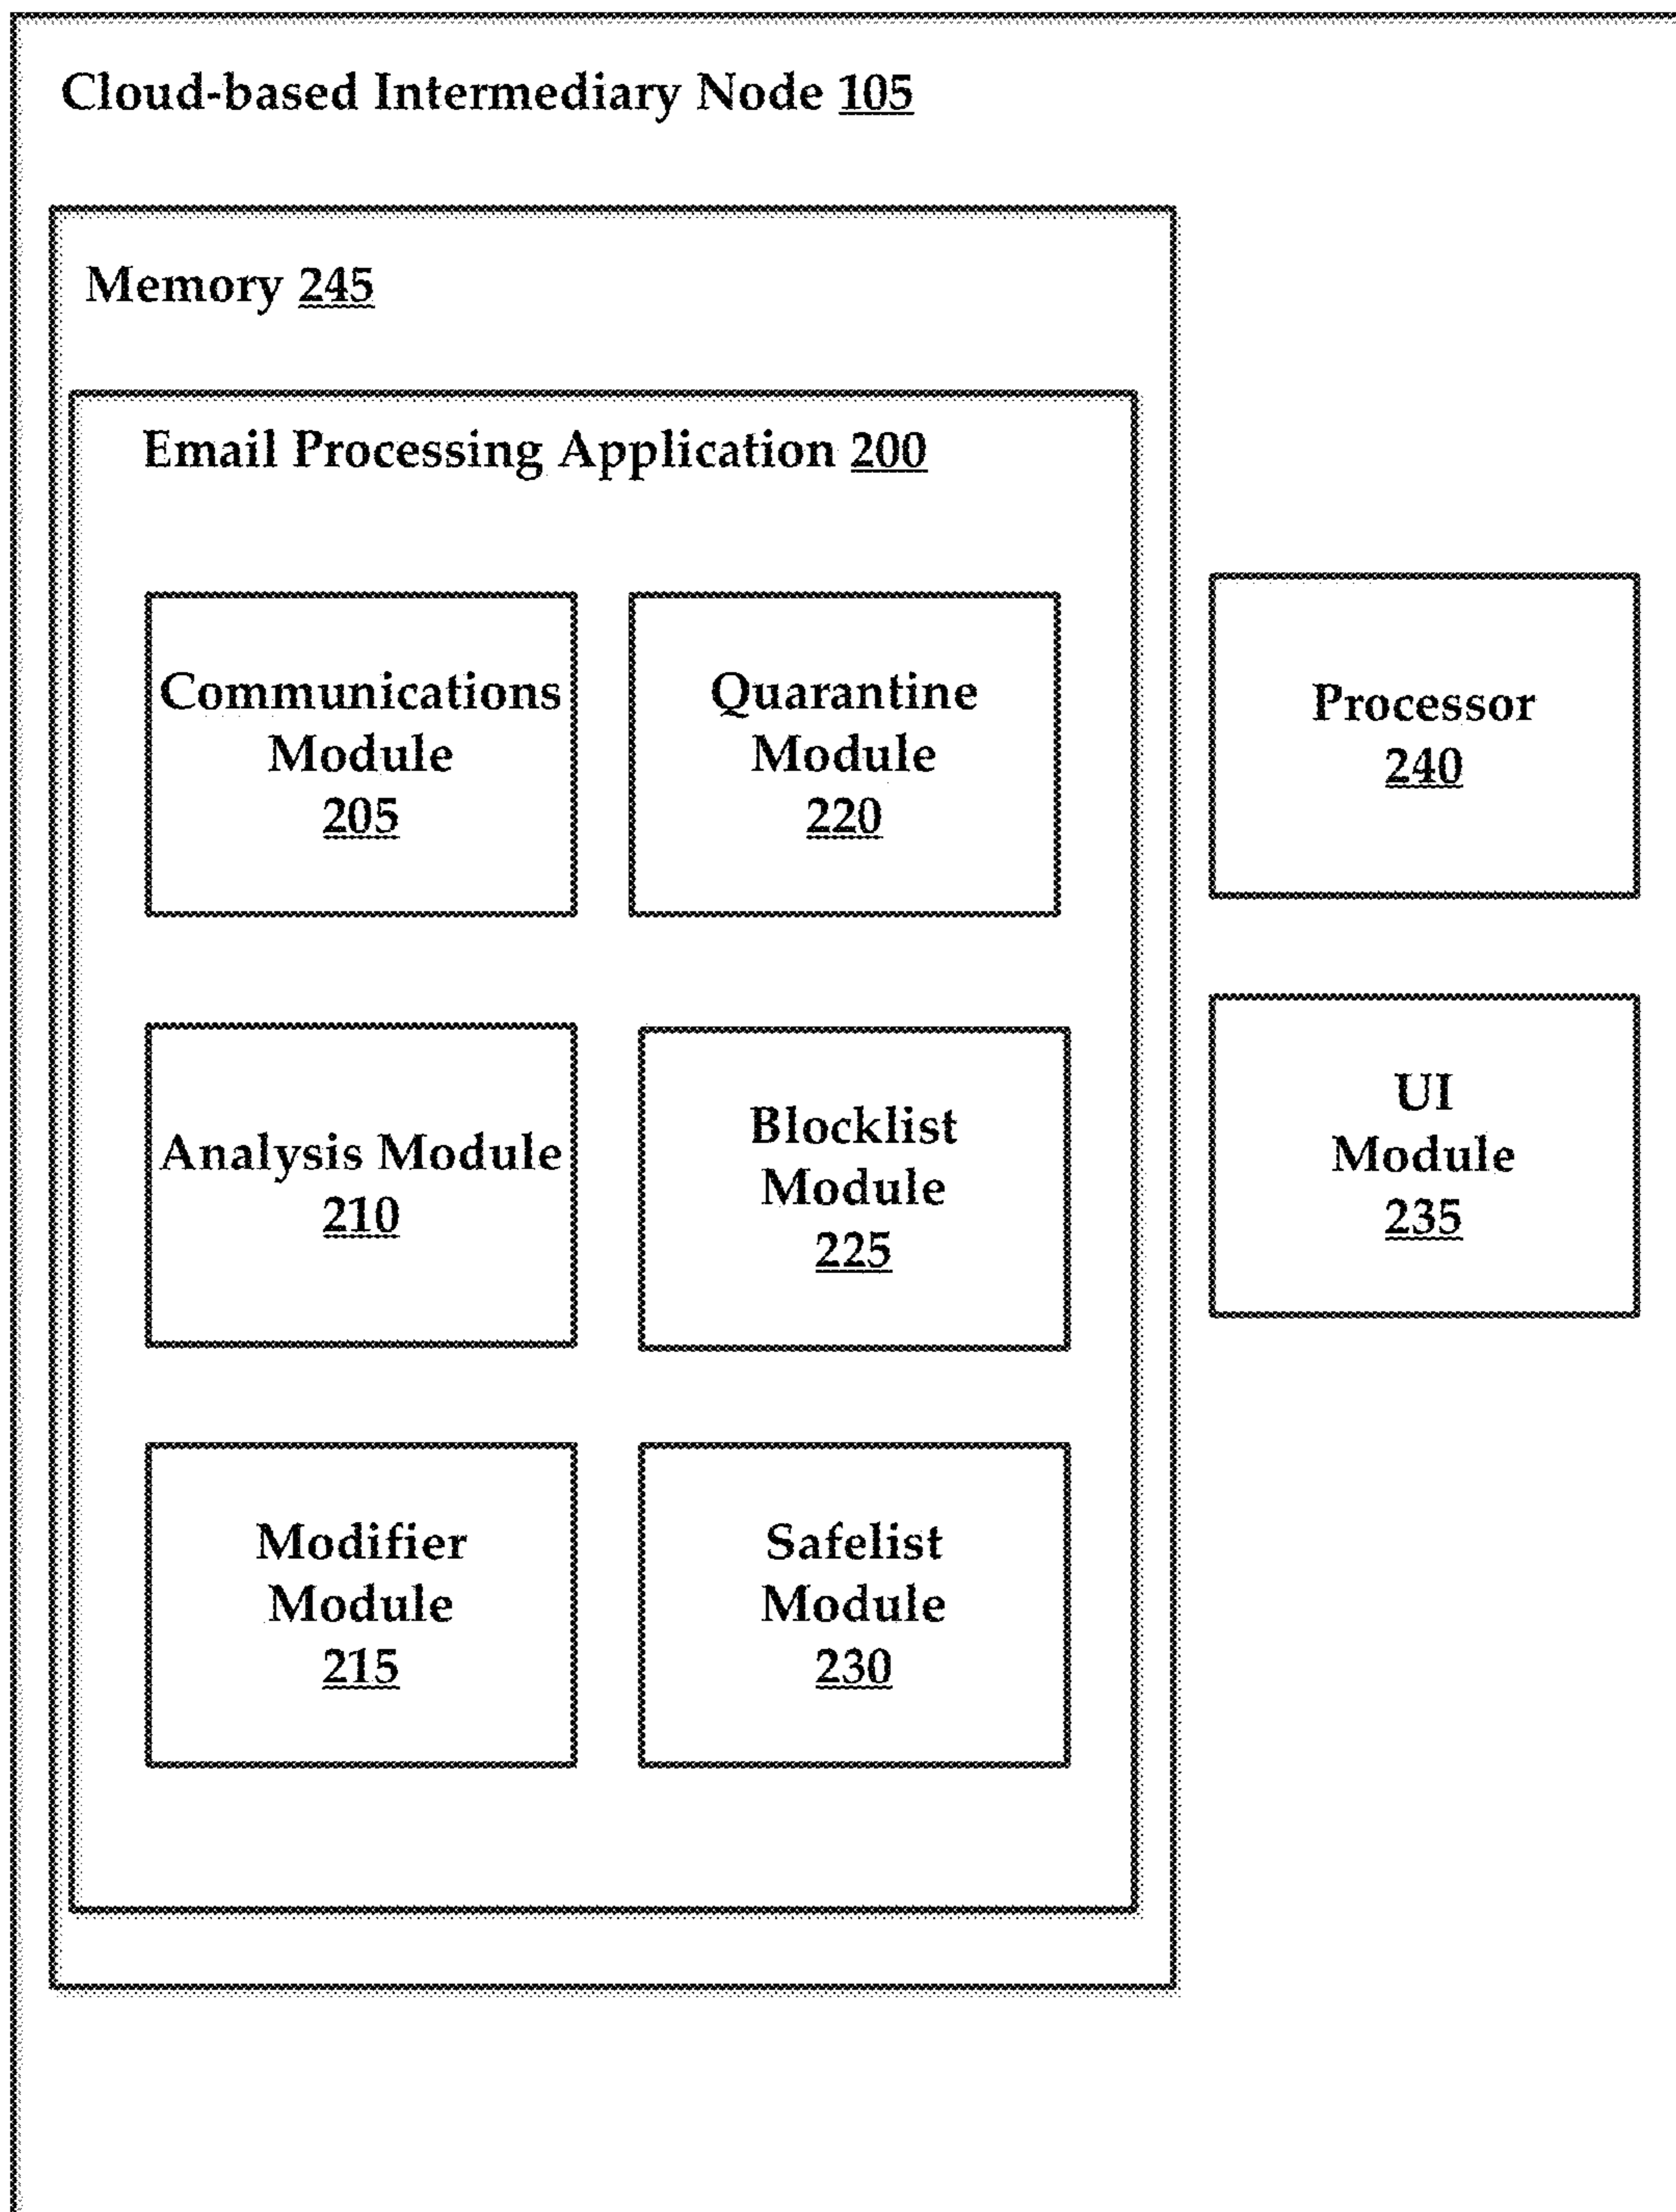 Cloud-based Intermediary Node 105
Memory 245
Email Processing Application 200
Communications
Module
205
Quarantine
Module
220
Processor
240
Analysis Module
210
Blocklist
Module
225
UI
Module
235
Modifier
Module
215
Safelist
Module
230